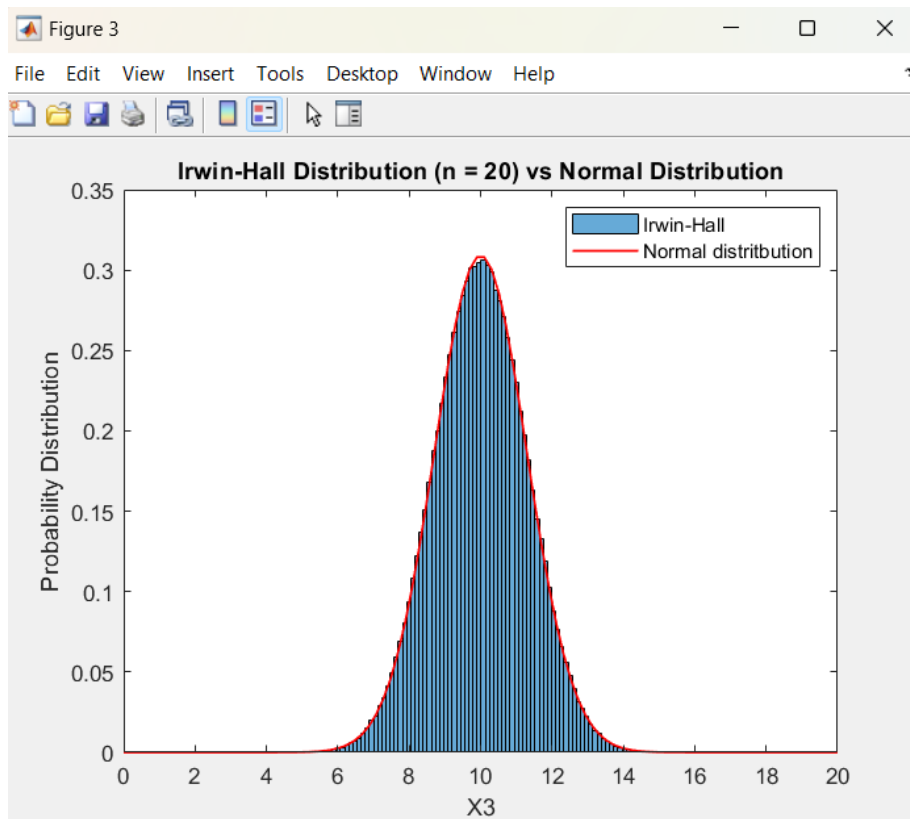 Figure 3
File Edit View Insert Tools Desktop Window Help
Irwin-Hall Distribution (n = 20) vs Normal Distribution
Irwin-Hall
Normal distritbution
Probability Distribution
0.35
0.3
0.25
0.2
0.15
0.1
0.05
0
0 2 4 6 8 10 12 14 16 18 20
X3